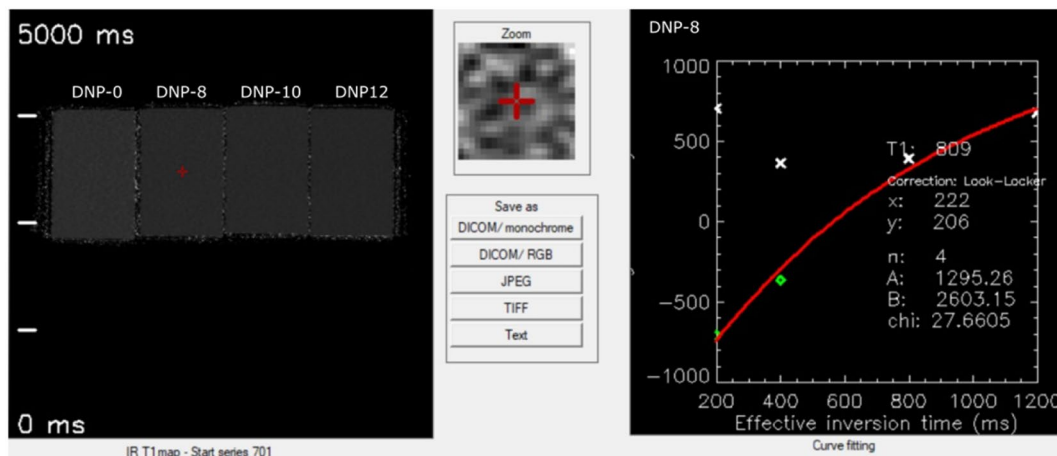 5000 ms
DNP-0 DNP-8 DNP-10 DNP12
0 ms
IR T1map - Start series 701
Zoom
Save as
DICOM/ monochrome
DICOM/ RGB
JPEG
TIFF
Text
DNP-8
1000
500
0
-500
-1000
T1: 809
Correction: Look-Locker
x: 222
y: 206
n: 4
A: 1295.26
B: 2603.15
chi: 27.6605
200 400 600 800 1000 1200
Effective inversion time (ms)
Curve fitting